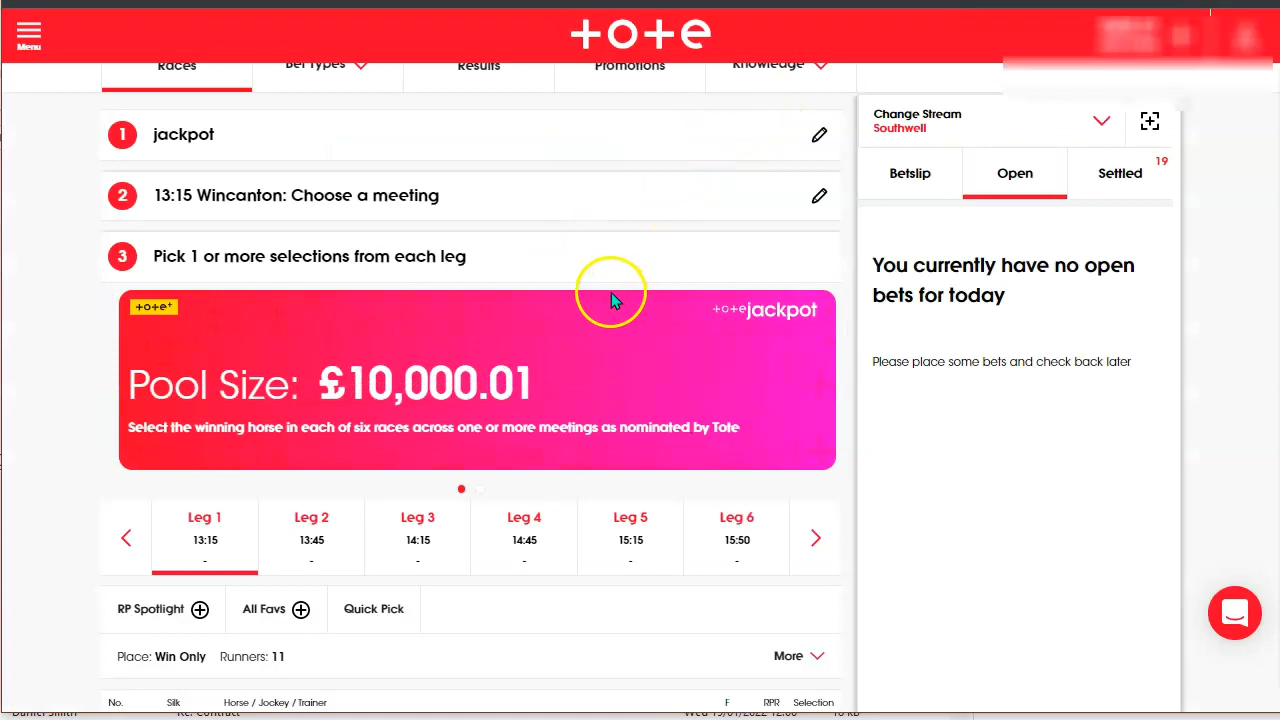 Menu
tote
Races
Bet Types
Results
Promotions
Knowledge
1
jackpot
2
13:15 Wincanton: Choose a meeting
3
Pick 1 or more selections from each leg
tote+
totejackpot
Pool Size: £10,000.01
Select the winning horse in each of six races across one or more meetings as nominated by Tote
Leg 1
Leg 2
Leg 3
Leg 4
Leg 5
Leg 6
13:15
13:45
14:15
14:45
15:15
15:50
-
-
-
-
-
-
RP Spotlight
All Favs
Quick Pick
Place: Win Only
Runners: 11
More
No.
Silk
Horse / Jockey / Trainer
F
RPR
Selection
Change Stream
Southwell
Betslip
Open
Settled
19
You currently have no open
bets for today
Please place some bets and check back later